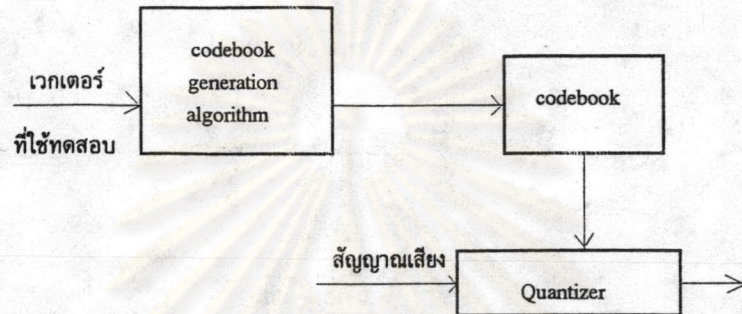 codebook
generation
algorithm
เวกเตอร์
ที่ใช้ทดสอบ
codebook
สัญญาณเสียง
Quantizer